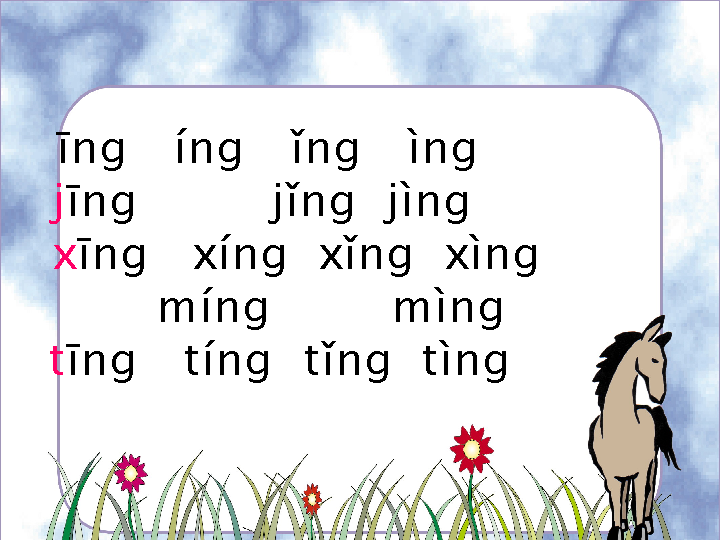 īng íng ǐng ìng
jīng jǐng jìng
xīng xíng xǐng xìng
míng mìng
tīng tíng tǐng tìng